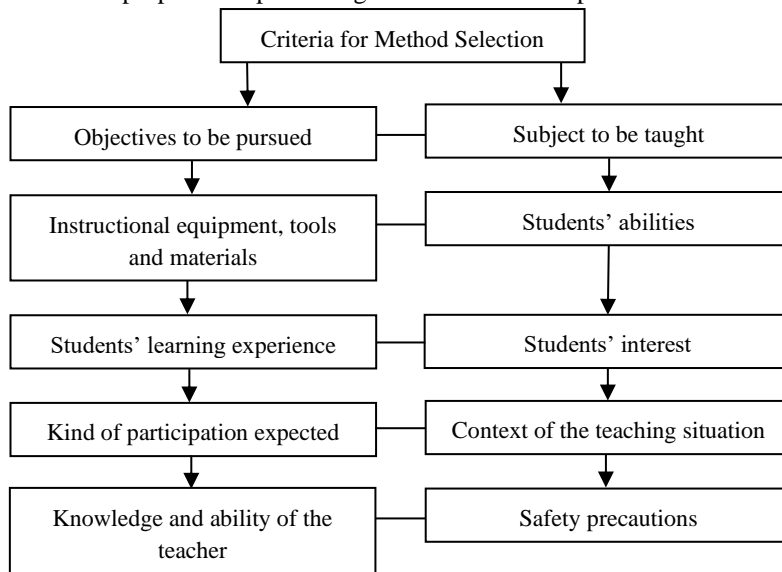 Criteria for Method Selection
Objectives to be pursued
Subject to be taught
Instructional equipment, tools
and materials
Students’ abilities
Students’ learning experience
Students’ interest
Kind of participation expected
Context of the teaching situation
Knowledge and ability of the
teacher
Safety precautions